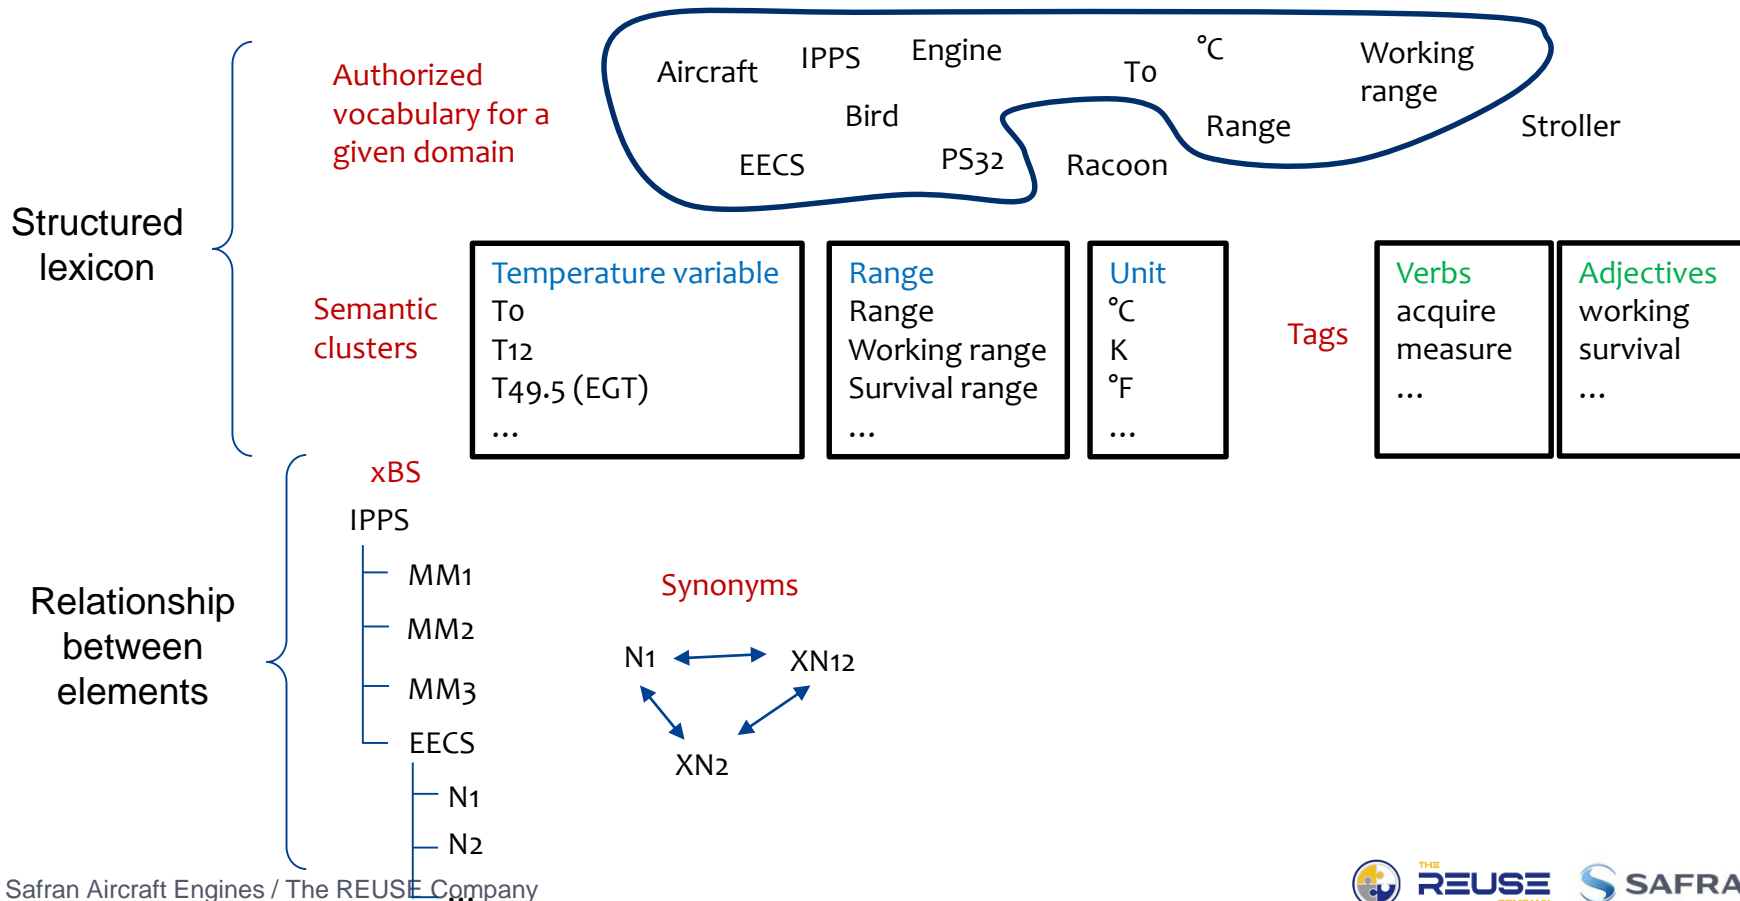 Authorized
vocabulary for a
given domain
Aircraft
IPPS
Engine
To
°C
Working
range
Bird
Range
Stroller
EECS
PS32
Racoon
Structured
lexicon
Semantic
clusters
Temperature variable
To
T12
T49.5 (EGT)
...
Range
Range
Working range
Survival range
...
Unit
°C
K
°F
...
Tags
Verbs
acquire
measure
...
Adjectives
working
survival
...
Relationship
between
elements
xBS
IPPS
MM1
MM2
MM3
EECS
N1
N2
...
Synonyms
N1
XN12
XN2
Safran Aircraft Engines / The REUSE Company
THE
REUSE
COMPANY
SAFRA